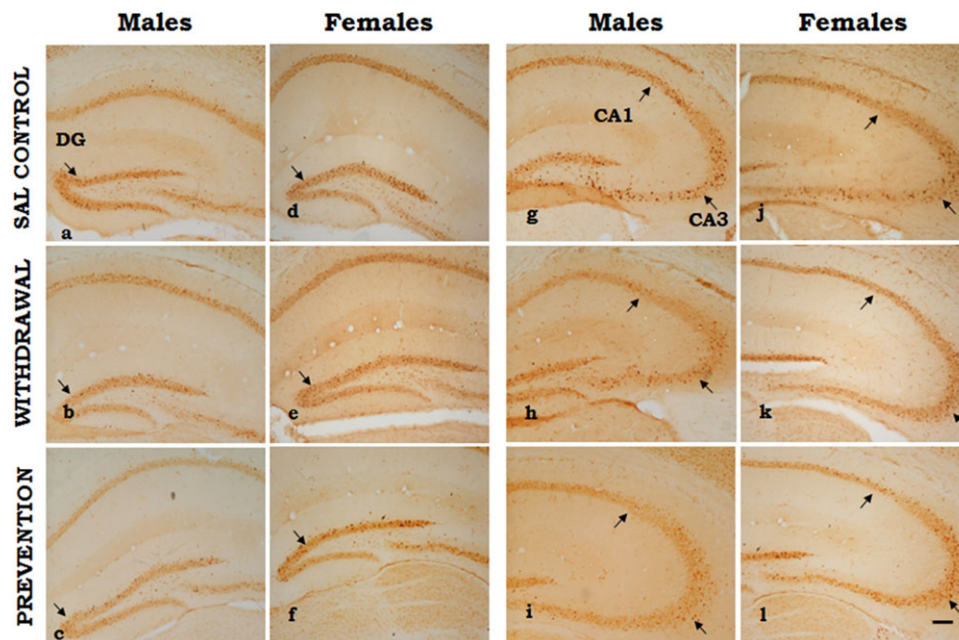 Males Females Males Females
SAL CONTROL
DG
a
d
CA1
CA3
g
j
WITHDRAWAL
b
e
h
k
PREVENTION
c
f
i
l